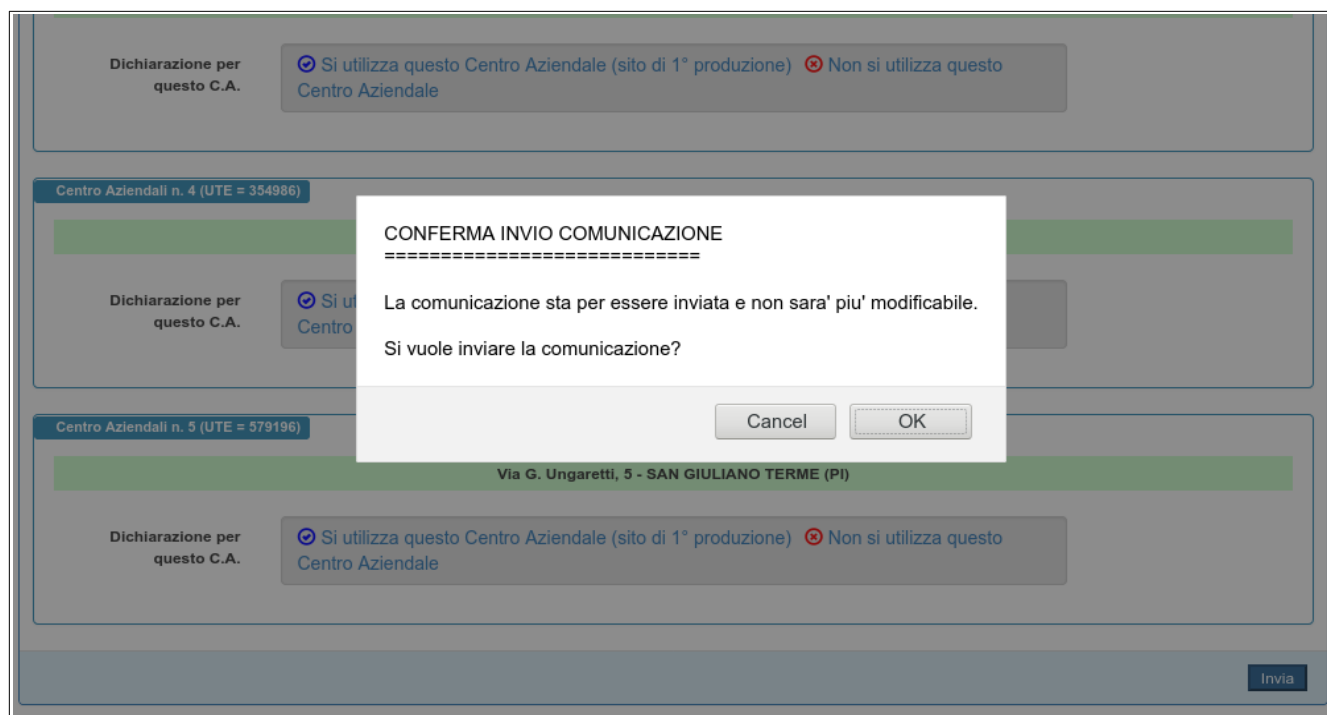 Dichiarazione per
questo C.A.
Si utilizza questo Centro Aziendale (sito di 1° produzione) Non si utilizza questo
Centro Aziendale
Centro Aziendali n. 4 (UTE = 354986)
CONFERMA INVIO COMUNICAZIONE
============================
La comunicazione sta per essere inviata e non sara' piu' modificabile.
Si vuole inviare la comunicazione?
Cancel OK
Dichiarazione per
questo C.A.
Si
Centro
Centro Aziendali n. 5 (UTE = 579196)
Via G. Ungaretti, 5 - SAN GIULIANO TERME (PI)
Dichiarazione per
questo C.A.
Si utilizza questo Centro Aziendale (sito di 1° produzione) Non si utilizza questo
Centro Aziendale
Invia